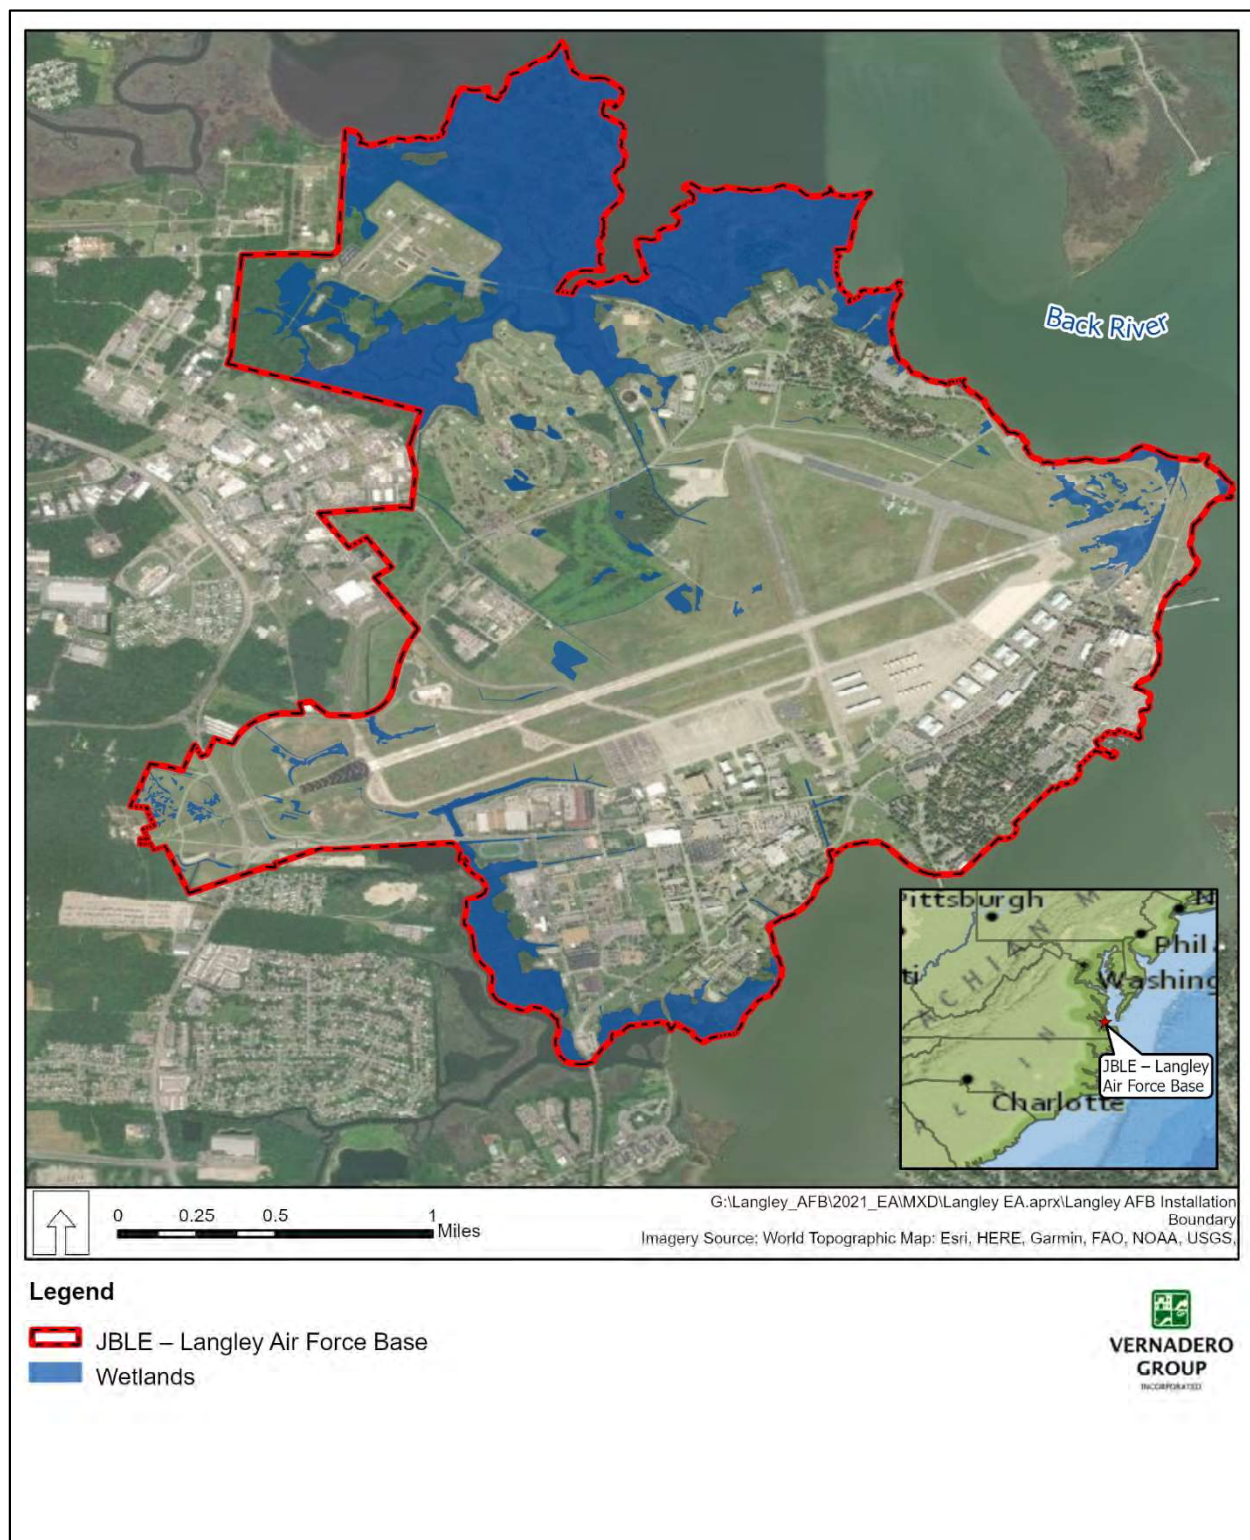 Back River
Pittsburgh
N
Phil
Washing
ti
A C H I A N M
L A I N
JBLE – Langley
Air Force Base
Charlotte
0 0.25 0.5 1
Miles
G:\Langley_AFB\2021_EA\MXD\Langley EA.aprx\Langley AFB Installation
Boundary
Imagery Source: World Topographic Map: Esri, HERE, Garmin, FAO, NOAA, USGS,
Legend
JBLE – Langley Air Force Base
Wetlands
VERNADERO
GROUP
INCORPORATED